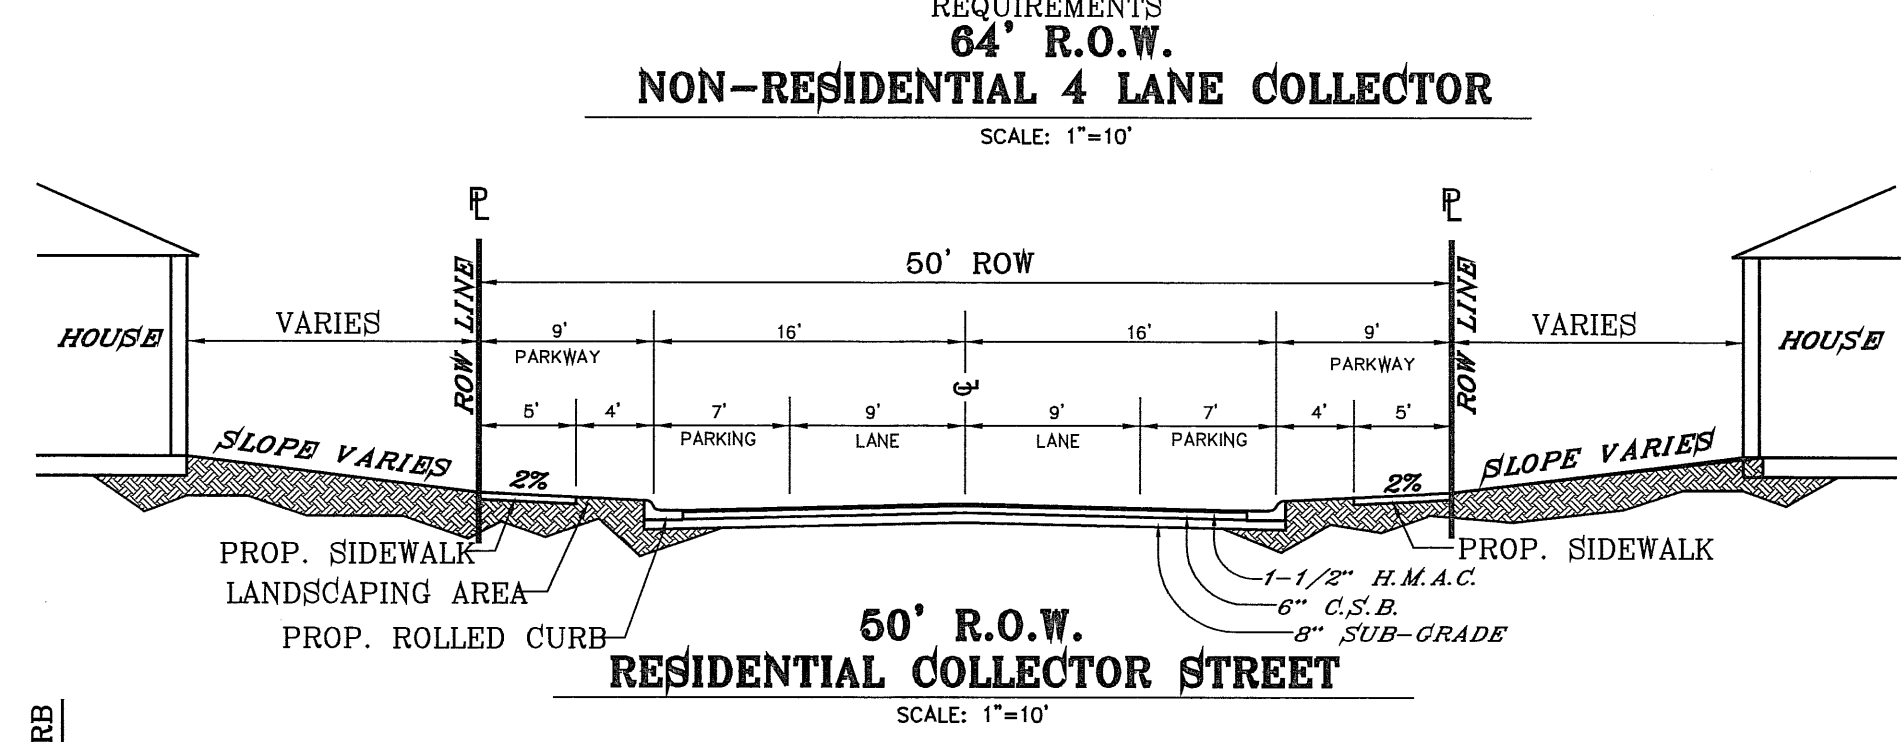 REQUIREMENTS
64' R.O.W.
NON-RESIDENTIAL 4 LANE COLLECTOR
SCALE: 1"=10'
PL
PL
50' ROW
ROW LINE
ROW LINE
HOUSE
VARIES
9'
PARKWAY
16'
16'
9'
PARKWAY
VARIES
HOUSE
CL
5'
4'
7'
PARKING
9'
LANE
9'
LANE
7'
PARKING
4'
5'
SLOPE VARIES
2%
2%
SLOPE VARIES
PROP. SIDEWALK
LANDSCAPING AREA
PROP. ROLLED CURB
PROP. SIDEWALK
1-1/2" H.M.A.C.
6" C.S.B.
8" SUB-GRADE
50' R.O.W.
RESIDENTIAL COLLECTOR STREET
SCALE: 1"=10'
RB